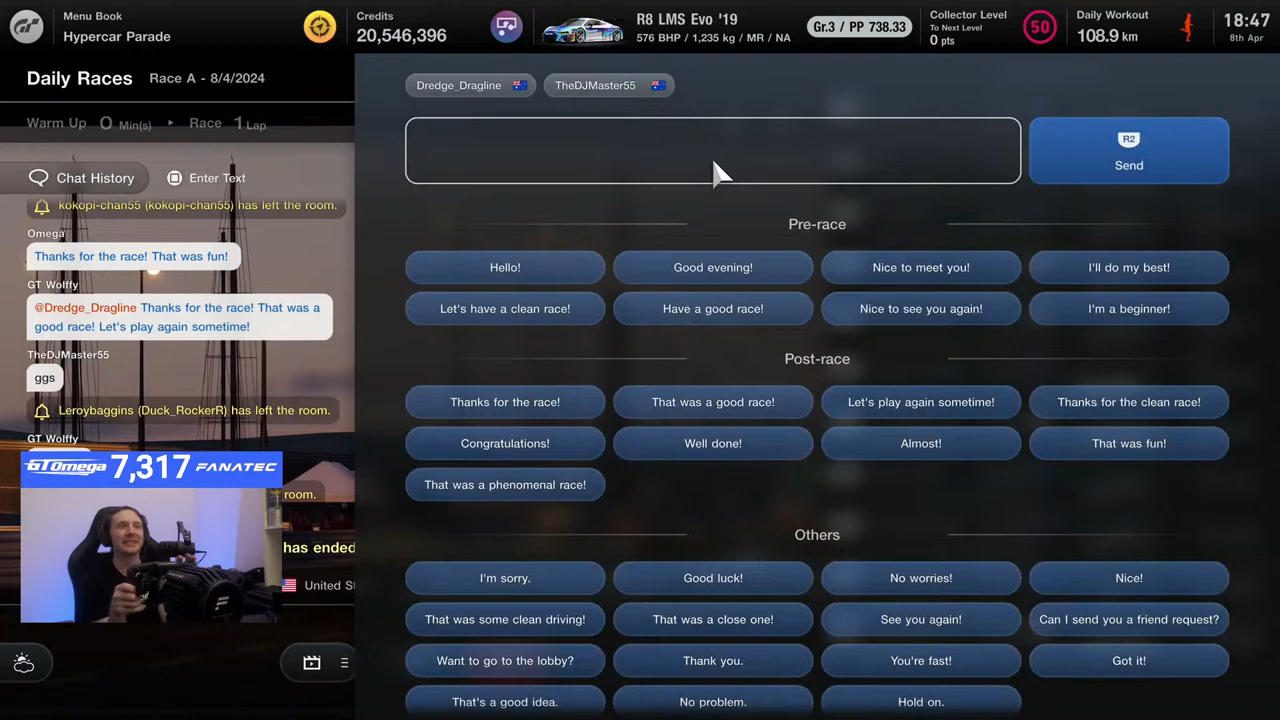 Menu Book
Hypercar Parade
Credits
20,546,396
R8 LMS Evo '19
576 BHP / 1,235 kg / MR / NA
Gr.3 / PP 738.33
Collector Level
To Next Level
0 pts
50
Daily Workout
108.9 km
18:47
8th Apr
Daily Races
Race A - 8/4/2024
Warm Up 0 Min(s) Race 1 Lap
Chat History
Enter Text
kokopi-chan55 (kokopi-chan55) has left the room.
Omega
Thanks for the race! That was fun!
GT Wolffy
@Dredge_Dragline Thanks for the race! That was a
good race! Let's play again sometime!
TheDJMaster55
ggs
Leroybaggins (Duck_RockerR) has left the room.
GT Wolffy
GTOmega 7,317 FANATEC
room.
has ended
United St
Dredge_Dragline
TheDJMaster55
R2
Send
Pre-race
Hello!
Good evening!
Nice to meet you!
I'll do my best!
Let's have a clean race!
Have a good race!
Nice to see you again!
I'm a beginner!
Post-race
Thanks for the race!
That was a good race!
Let's play again sometime!
Thanks for the clean race!
Congratulations!
Well done!
Almost!
That was fun!
That was a phenomenal race!
Others
I'm sorry.
Good luck!
No worries!
Nice!
That was some clean driving!
That was a close one!
See you again!
Can I send you a friend request?
Want to go to the lobby?
Thank you.
You're fast!
Got it!
That's a good idea.
No problem.
Hold on.